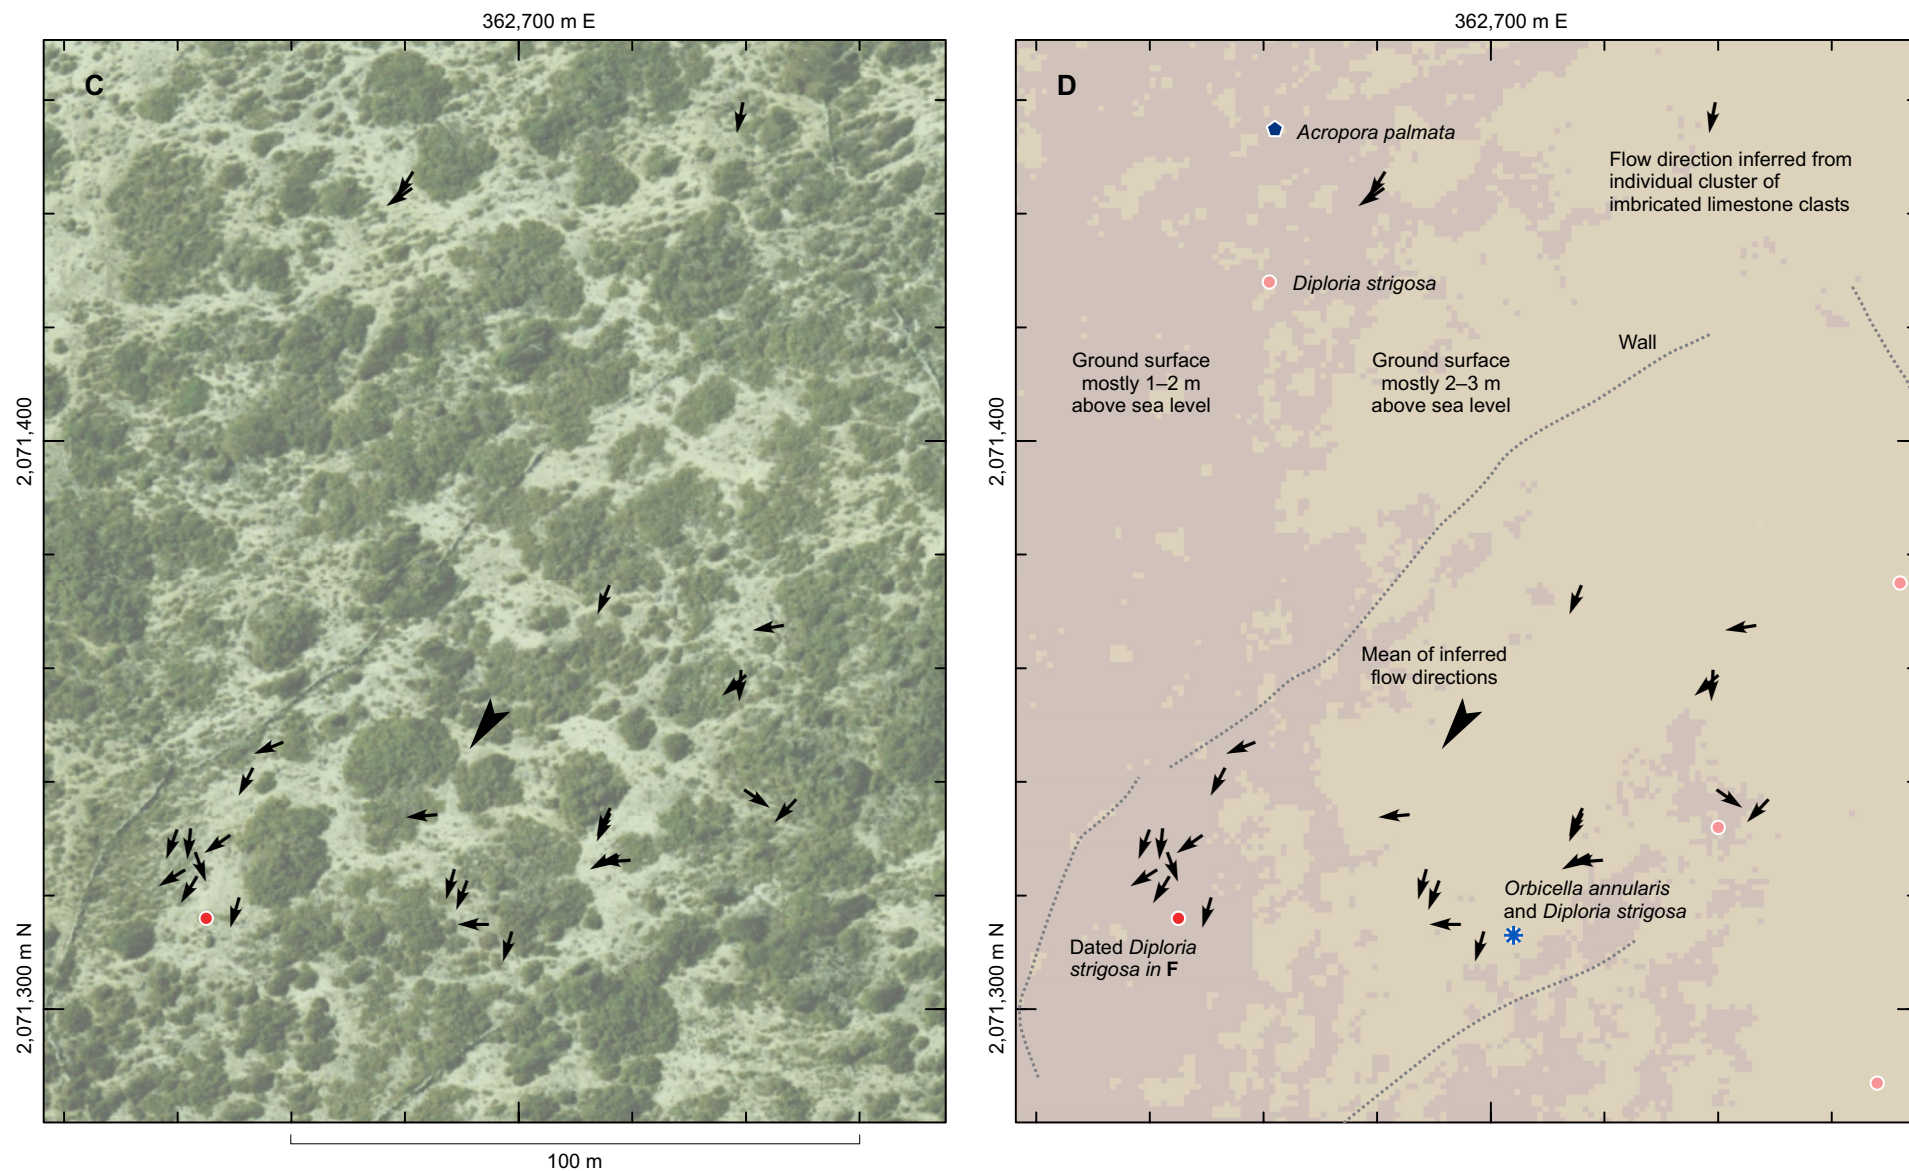 362,700 m E
362,700 m E
C
D
Acropora palmata
Flow direction inferred from
individual cluster of
imbricated limestone clasts
Diploria strigosa
Wall
Ground surface
mostly 1–2 m
above sea level
Ground surface
mostly 2–3 m
above sea level
2,071,400
2,071,400
Mean of inferred
flow directions
Orbicella annularis
and Diploria strigosa
Dated Diploria
strigosa in F
2,071,300 m N
2,071,300 m N
100 m